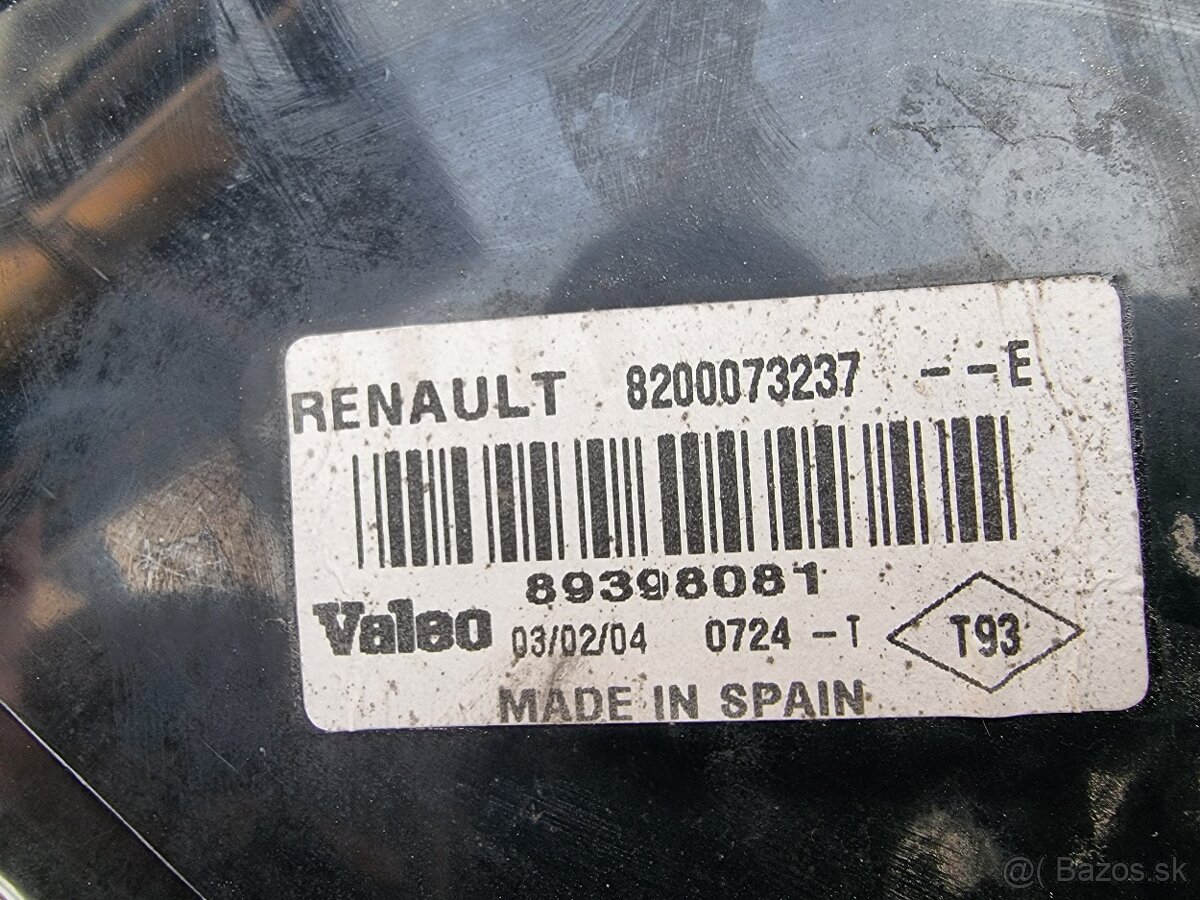 RENAULT 8200073237 --E
89398081
Valeo 03/02/04 0724 -T T93
MADE IN SPAIN
@( Bazos.sk